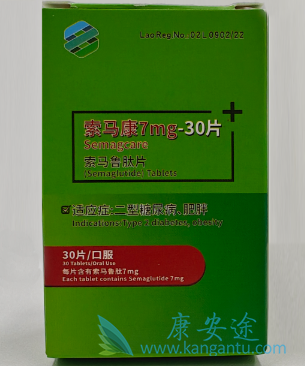 Lao Reg No. 02 L 0902/22
索马康7mg-30片
Semagcare
索马鲁肽片
(Semaglutide) Tablets
适应症:二型糖尿病、肥胖
Indications:Type 2 diabetes, obesity
30片/口服
30 Tablets/Oral Use
每片含有索马鲁肽7mg
Each tablet contains Semaglutide 7mg
康安途
www.kangantu.com